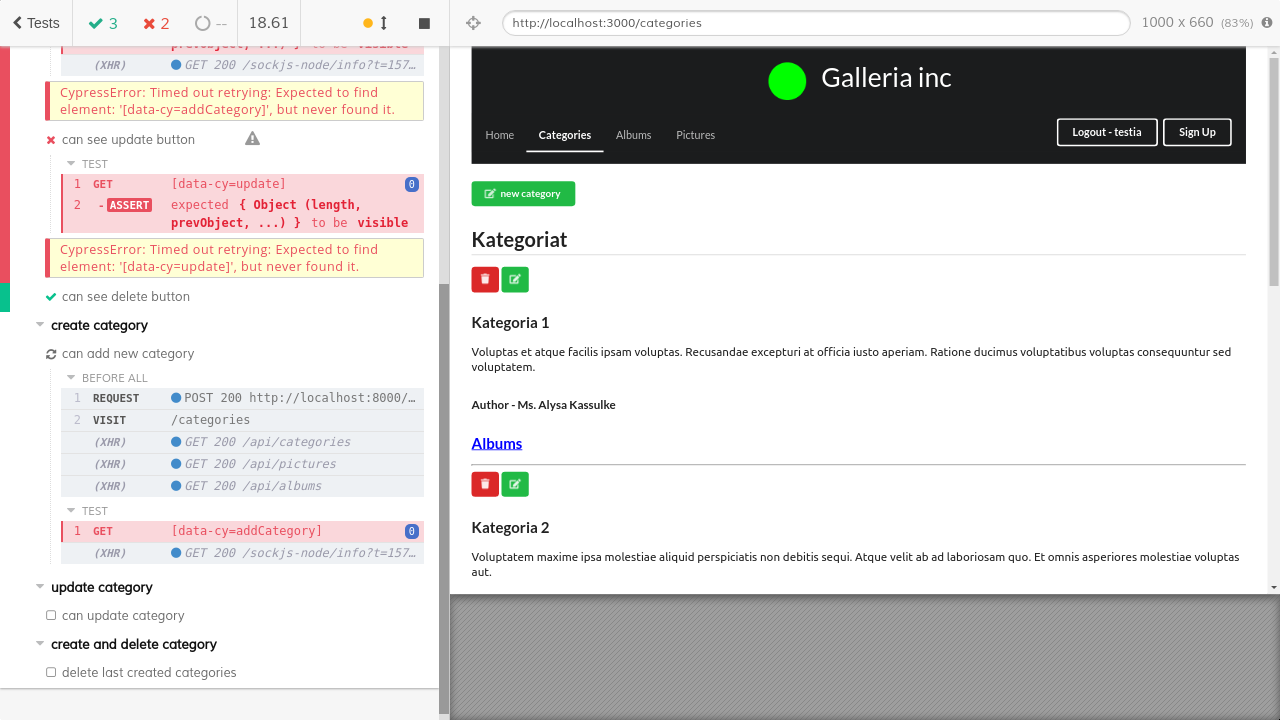 Tests
3
2
--
18.61
http://localhost:3000/categories
1000 x 660 (83%)
prevObject, ...) } to be visible
(XHR) GET 200 /sockjs-node/info?t=157…
CypressError: Timed out retrying: Expected to find
element: '[data-cy=addCategory]', but never found it.
can see update button
TEST
1 GET [data-cy=update] 0
2 -ASSERT expected { Object (length,
prevObject, ...) } to be visible
CypressError: Timed out retrying: Expected to find
element: '[data-cy=update]', but never found it.
can see delete button
create category
can add new category
BEFORE ALL
1 REQUEST POST 200 http://localhost:8000/…
2 VISIT /categories
(XHR) GET 200 /api/categories
(XHR) GET 200 /api/pictures
(XHR) GET 200 /api/albums
TEST
1 GET [data-cy=addCategory] 0
(XHR) GET 200 /sockjs-node/info?t=157…
update category
can update category
create and delete category
delete last created categories
Galleria inc
Home Categories Albums Pictures Logout - testia Sign Up
new category
Kategoriat
Kategoria 1
Voluptas et atque facilis ipsam voluptas. Recusandae excepturi at officia iusto aperiam. Ratione ducimus voluptatibus voluptas consequuntur sed
voluptatem.
Author - Ms. Alysa Kassulke
Albums
Kategoria 2
Voluptatem maxime ipsa molestiae aliquid perspiciatis non debitis sequi. Atque velit ab ad laboriosam quo. Et omnis asperiores molestiae voluptas
aut.